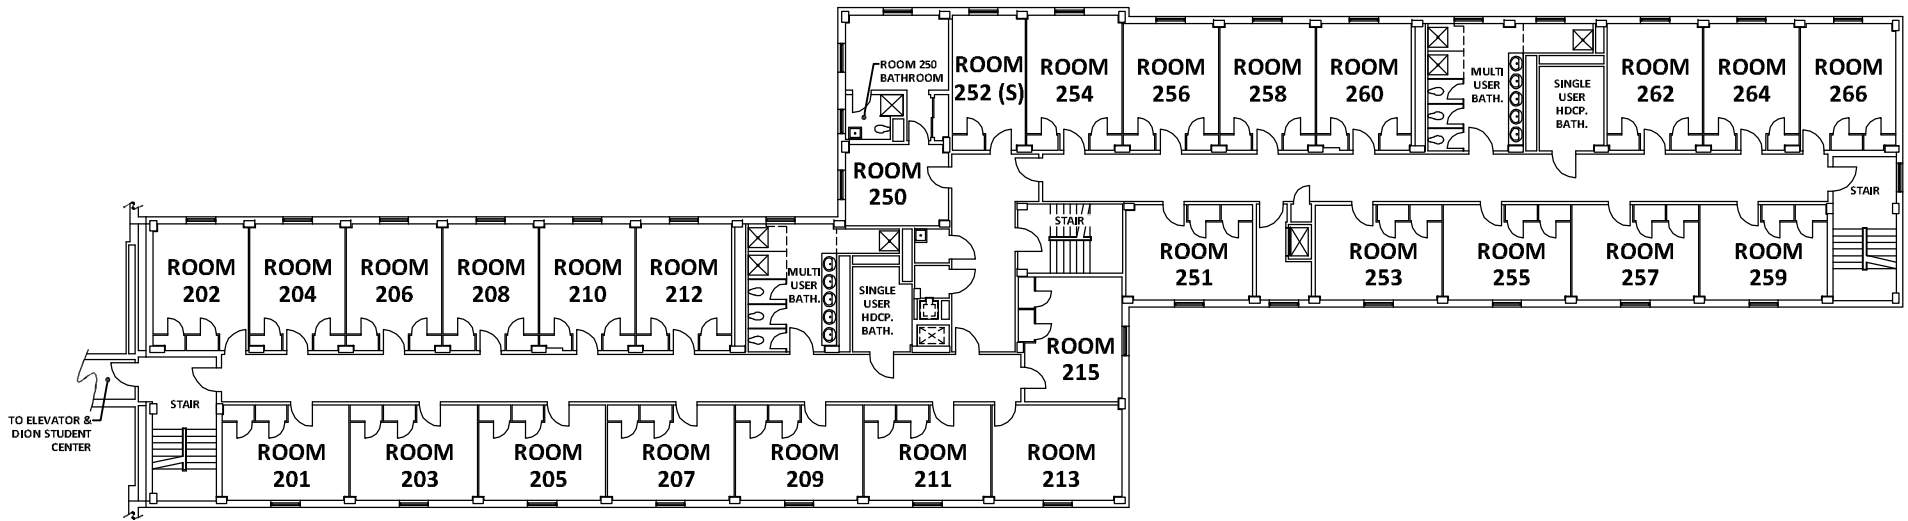 ROOM 250
BATHROOM
ROOM
252 (S)
ROOM
254
ROOM
256
ROOM
258
ROOM
260
MULTI
USER
BATH.
SINGLE
USER
HDCP.
BATH.
ROOM
262
ROOM
264
ROOM
266
ROOM
250
STAIR
STAIR
ROOM
251
ROOM
253
ROOM
255
ROOM
257
ROOM
259
ROOM
202
ROOM
204
ROOM
206
ROOM
208
ROOM
210
ROOM
212
MULTI
USER
BATH.
SINGLE
USER
HDCP.
BATH.
ROOM
215
STAIR
TO ELEVATOR &
DION STUDENT
CENTER
ROOM
201
ROOM
203
ROOM
205
ROOM
207
ROOM
209
ROOM
211
ROOM
213